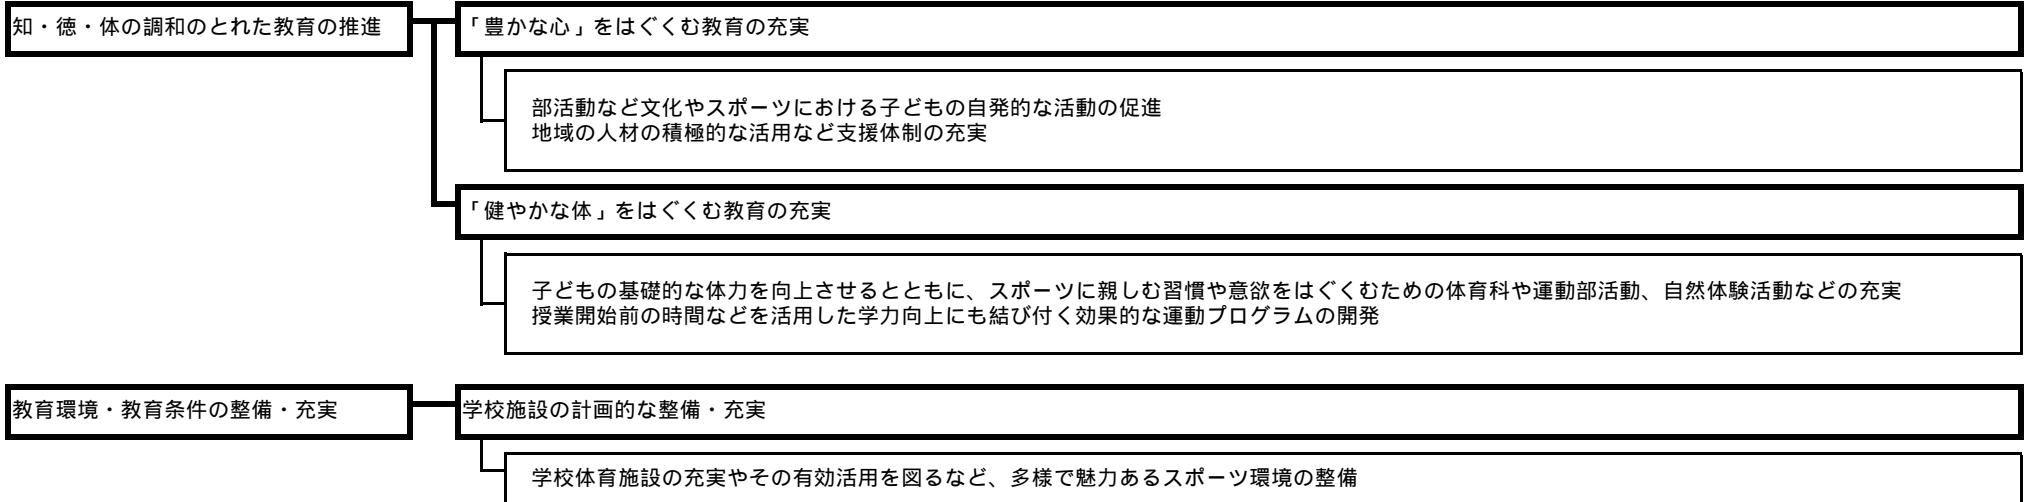 知・徳・体の調和のとれた教育の推進
「豊かな心」をはぐくむ教育の充実
部活動など文化やスポーツにおける子どもの自発的な活動の促進
地域の人材の積極的な活用など支援体制の充実
「健やかな体」をはぐくむ教育の充実
子どもの基礎的な体力を向上させるとともに、スポーツに親しむ習慣や意欲をはぐくむための体育科や運動部活動、自然体験活動などの充実
授業開始前の時間などを活用した学力向上にも結び付く効果的な運動プログラムの開発
教育環境・教育条件の整備・充実
学校施設の計画的な整備・充実
学校体育施設の充実やその有効活用を図るなど、多様で魅力あるスポーツ環境の整備